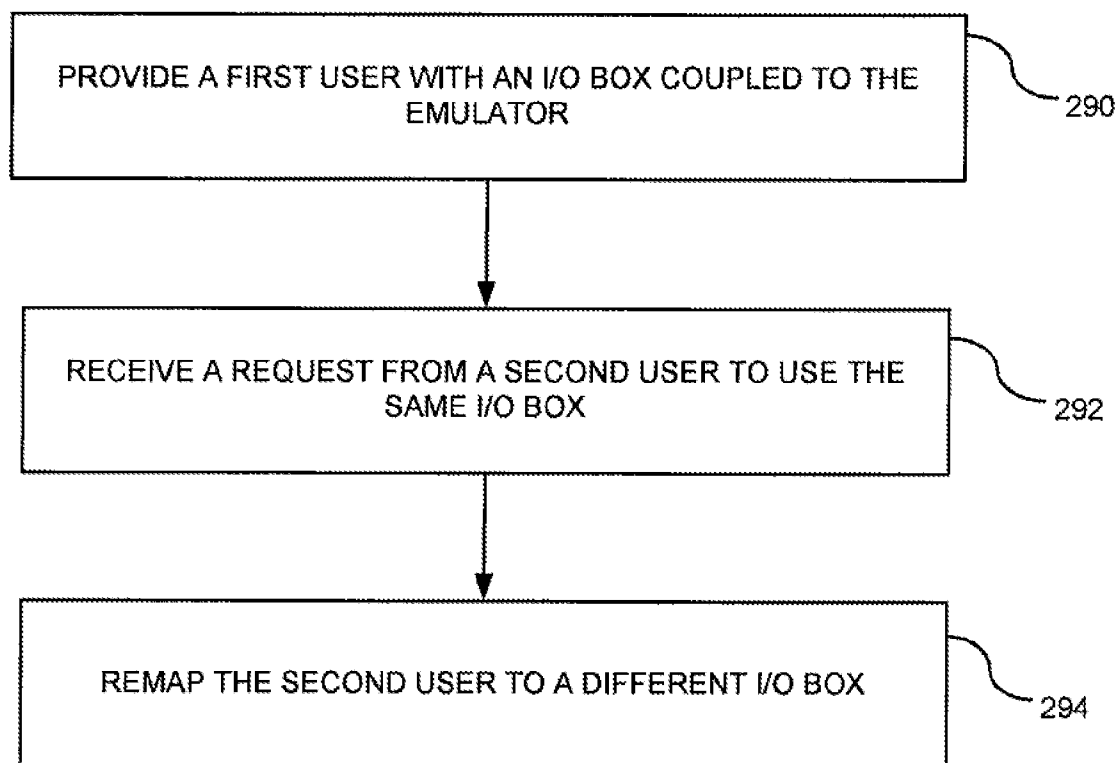 PROVIDE A FIRST USER WITH AN I/O BOX COUPLED TO THE
EMULATOR
290
RECEIVE A REQUEST FROM A SECOND USER TO USE THE
SAME I/O BOX
292
REMAP THE SECOND USER TO A DIFFERENT I/O BOX
294